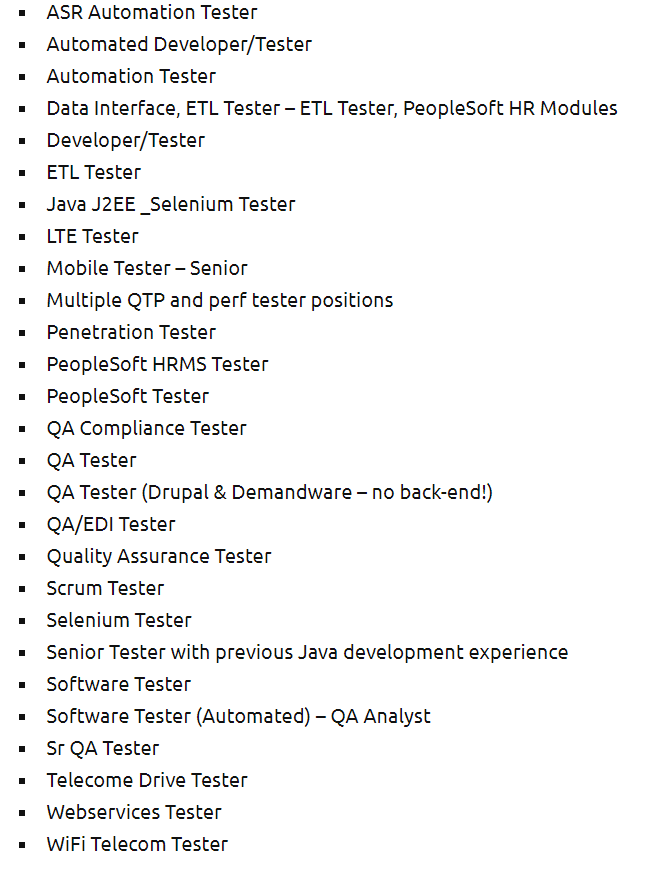 ASR Automation Tester
Automated Developer/Tester
Automation Tester
Data Interface, ETL Tester – ETL Tester, PeopleSoft HR Modules
Developer/Tester
ETL Tester
Java J2EE _Selenium Tester
LTE Tester
Mobile Tester – Senior
Multiple QTP and perf tester positions
Penetration Tester
PeopleSoft HRMS Tester
PeopleSoft Tester
QA Compliance Tester
QA Tester
QA Tester (Drupal & Demandware – no back-end!)
QA/EDI Tester
Quality Assurance Tester
Scrum Tester
Selenium Tester
Senior Tester with previous Java development experience
Software Tester
Software Tester (Automated) – QA Analyst
Sr QA Tester
Telecome Drive Tester
Webservices Tester
WiFi Telecom Tester